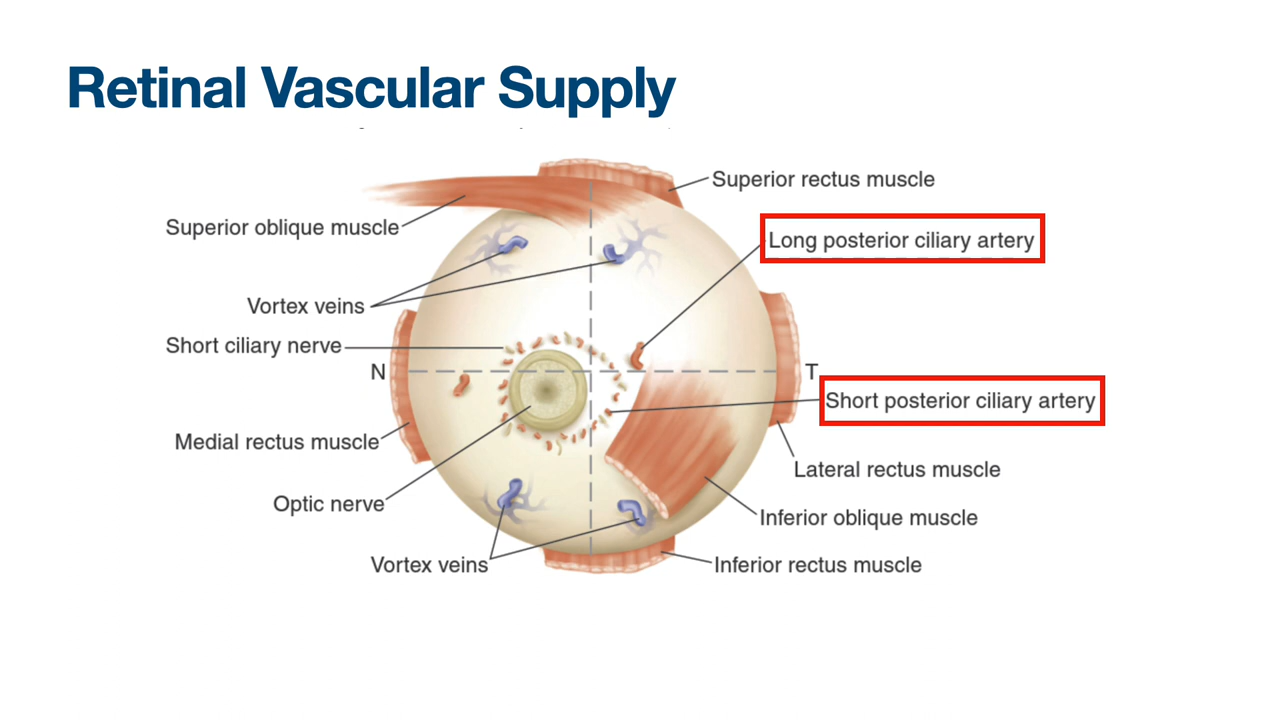 Retinal Vascular Supply
Superior rectus muscle
Superior oblique muscle
Long posterior ciliary artery
Vortex veins
Short ciliary nerve
N
T
Short posterior ciliary artery
Medial rectus muscle
Lateral rectus muscle
Optic nerve
Inferior oblique muscle
Vortex veins
Inferior rectus muscle